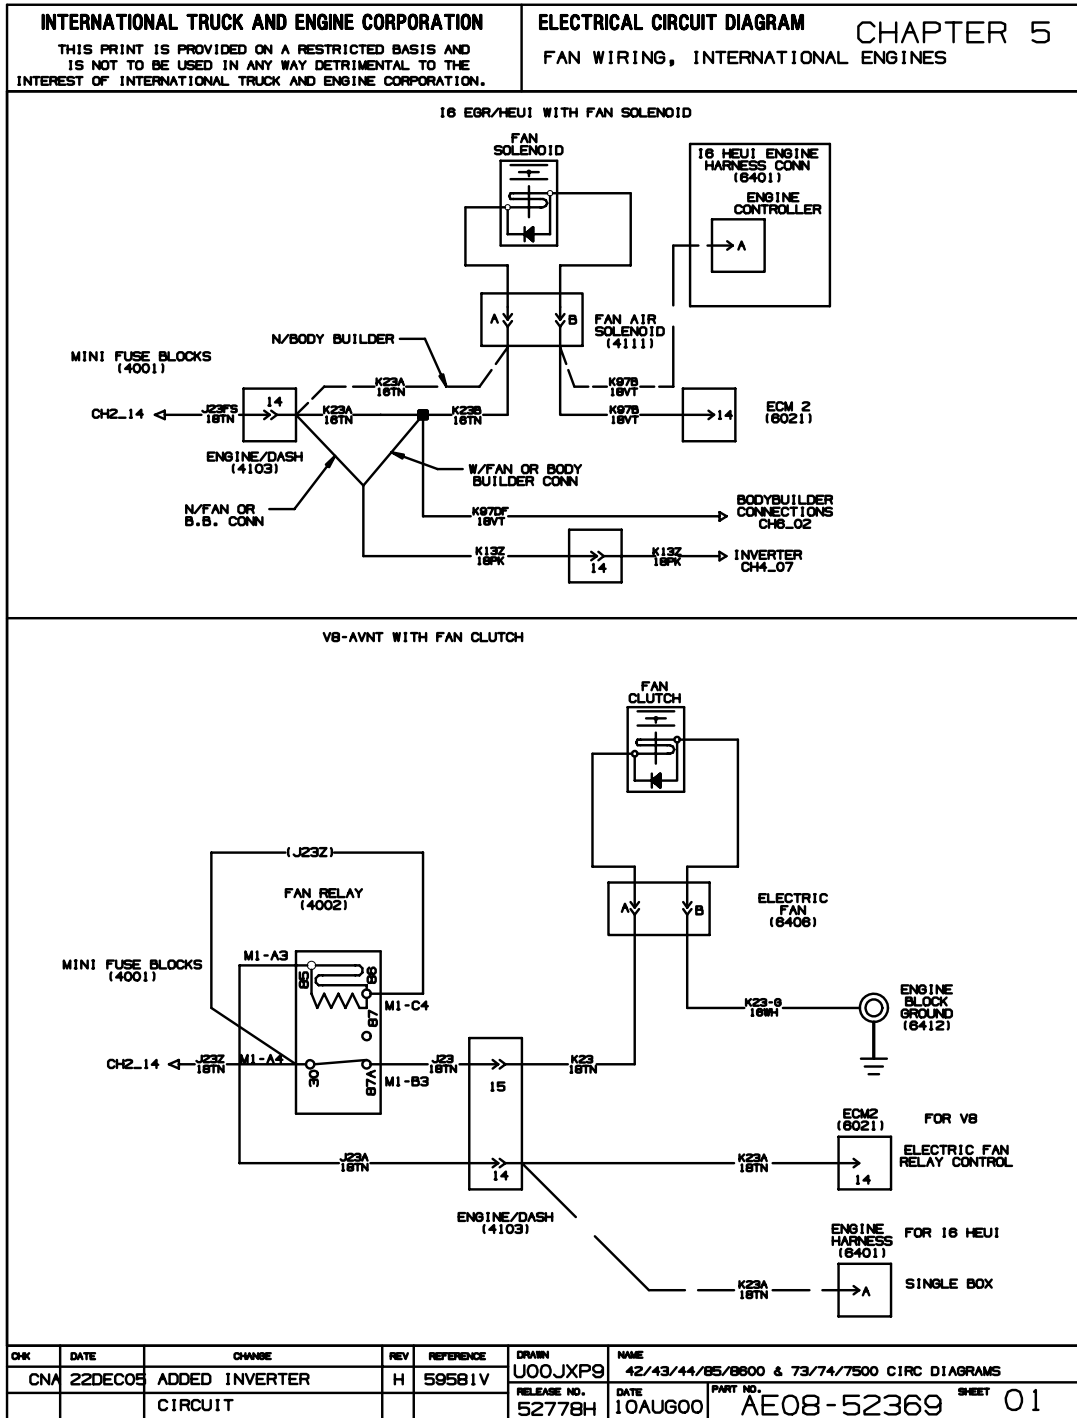 INTERNATIONAL TRUCK AND ENGINE CORPORATION
THIS PRINT IS PROVIDED ON A RESTRICTED BASIS AND
IS NOT TO BE USED IN ANY WAY DETRIMENTAL TO THE
INTEREST OF INTERNATIONAL TRUCK AND ENGINE CORPORATION.
ELECTRICAL CIRCUIT DIAGRAM
CHAPTER 5
FAN WIRING, INTERNATIONAL ENGINES
I6 EGR/HEUI WITH FAN SOLENOID
FAN
SOLENOID
I6 HEUI ENGINE
HARNESS CONN
(6401)
ENGINE
CONTROLLER
A
A
B
FAN AIR
SOLENOID
(4111)
N/BODY BUILDER
MINI FUSE BLOCKS
(4001)
K23A
16TN
K97B
18VT
CH2_14
J23FS
18TN
14
K23A
16TN
K23B
16TN
K97B
18VT
14
ECM 2
(6021)
ENGINE/DASH
(4103)
W/FAN OR BODY
BUILDER CONN
N/FAN OR
B.B. CONN
K97DF
18VT
BODYBUILDER
CONNECTIONS
CH6_02
K13Z
18PK
14
K13Z
18PK
INVERTER
CH4_07
V8-AVNT WITH FAN CLUTCH
FAN
CLUTCH
(J23Z)
FAN RELAY
(4002)
A
B
ELECTRIC
FAN
(6406)
MINI FUSE BLOCKS
(4001)
M1-A3
85
86
M1-C4
87
K23-G
16WH
ENGINE
BLOCK
GROUND
(6412)
CH2_14
J23Z
18TN
M1-A4
30
87A
M1-B3
J23
18TN
15
K23
18TN
J23A
18TN
14
K23A
18TN
ECM2
(6021)
FOR V8
14
ELECTRIC FAN
RELAY CONTROL
ENGINE/DASH
(4103)
ENGINE
HARNESS
(6401)
FOR I6 HEUI
K23A
18TN
A
SINGLE BOX
CHK DATE CHANGE REV REFERENCE
CNA 22DEC05 ADDED INVERTER H 59581V
CIRCUIT
DRAWN
U00JXP9
NAME
42/43/44/85/8600 & 73/74/7500 CIRC DIAGRAMS
RELEASE NO.
52778H
DATE
10AUG00
PART NO.
AE08-52369
SHEET
01